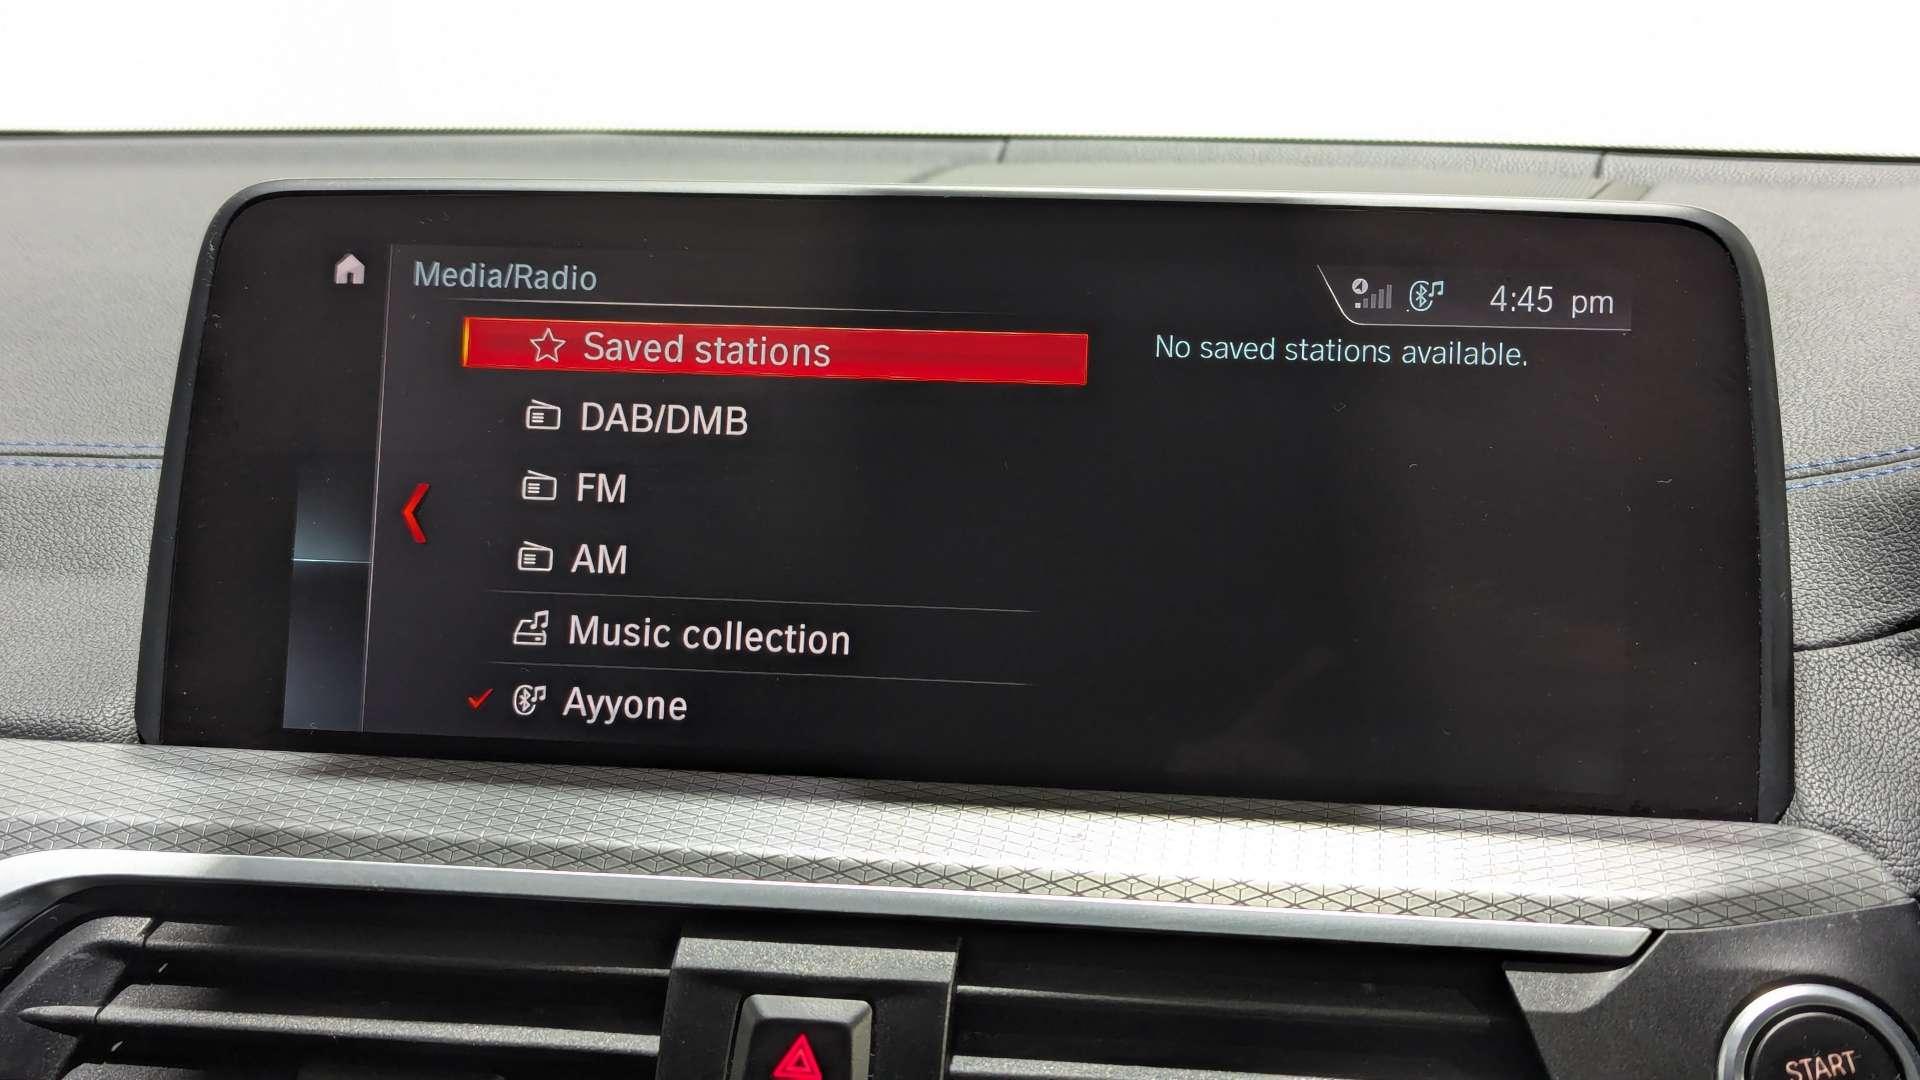 Media/Radio
4:45 pm
Saved stations
No saved stations available.
DAB/DMB
FM
AM
Music collection
Ayyone
START